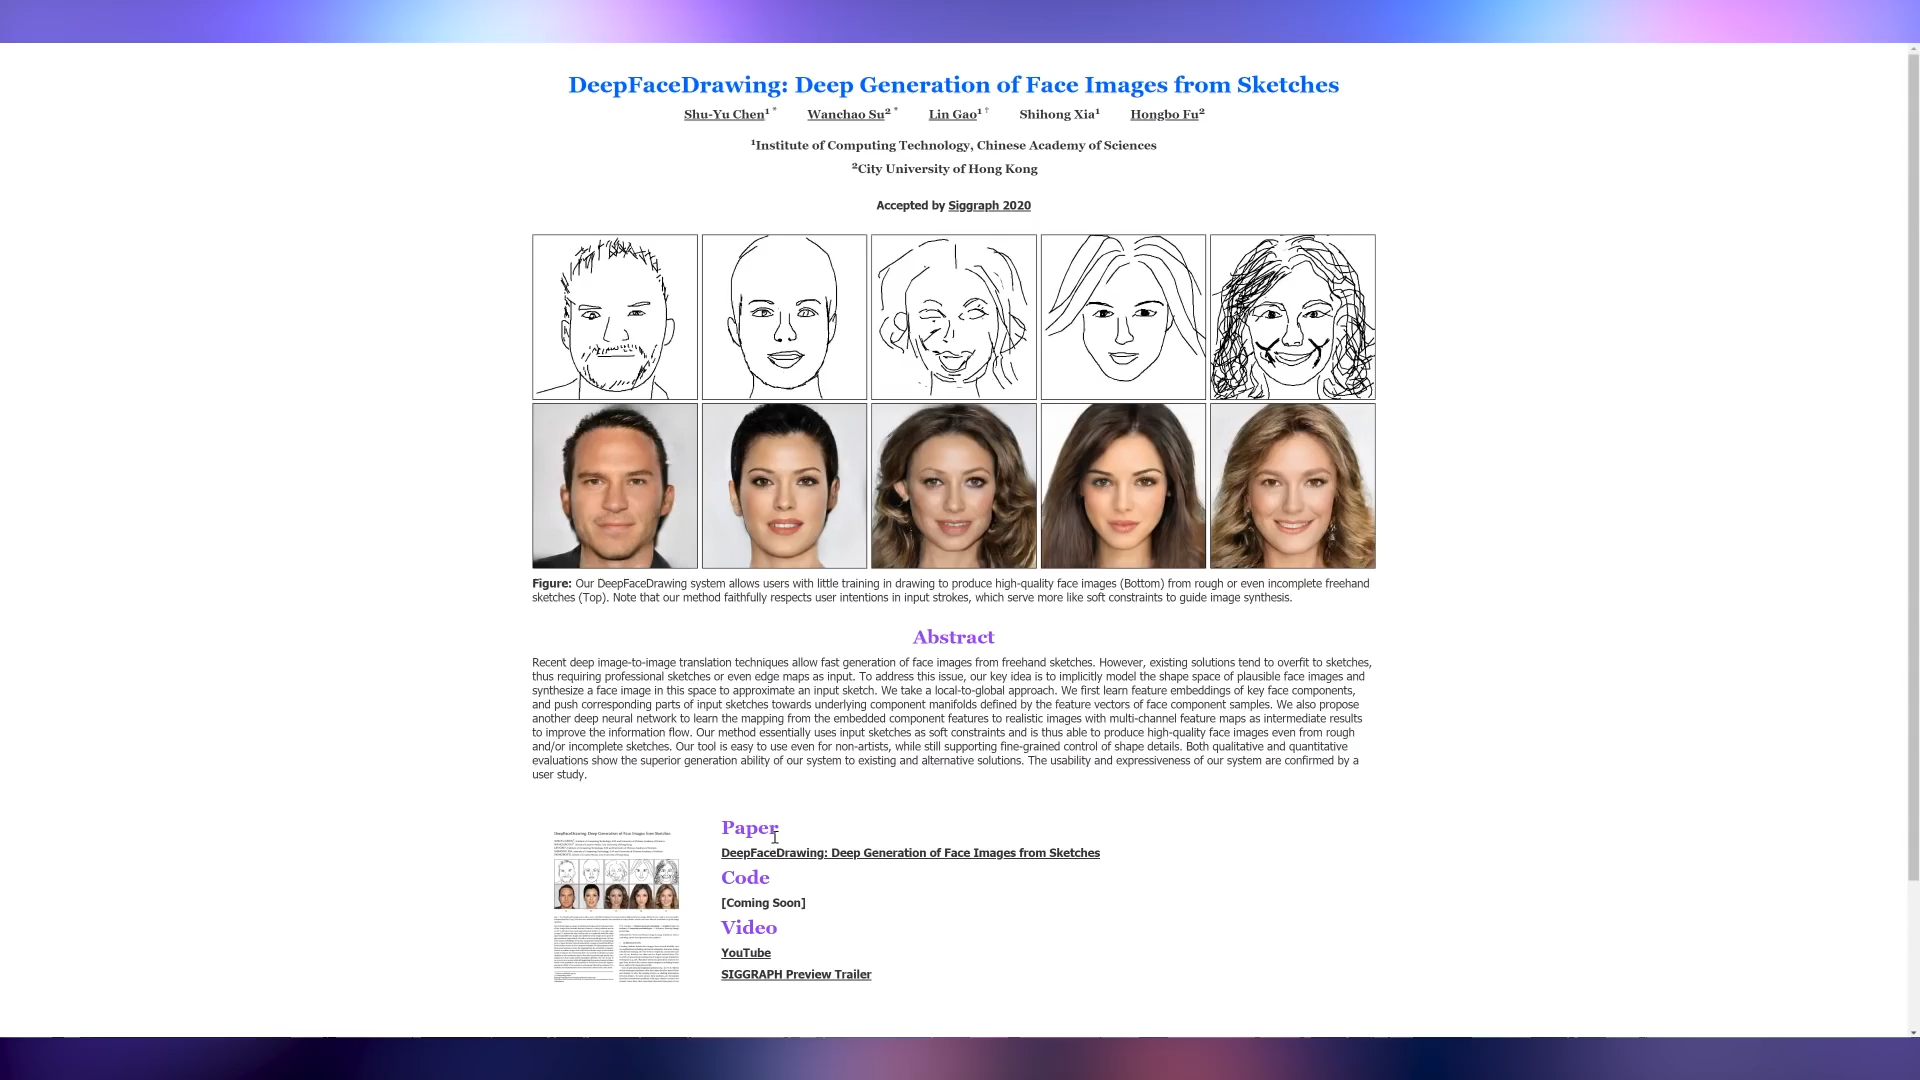 DeepFaceDrawing: Deep Generation of Face Images from Sketches
Shu-Yu Chen¹ * Wanchao Su² * Lin Gao¹ † Shihong Xia¹ Hongbo Fu²
¹Institute of Computing Technology, Chinese Academy of Sciences
²City University of Hong Kong
Accepted by Siggraph 2020
Figure: Our DeepFaceDrawing system allows users with little training in drawing to produce high-quality face images (Bottom) from rough or even incomplete freehand
sketches (Top). Note that our method faithfully respects user intentions in input strokes, which serve more like soft constraints to guide image synthesis.
Abstract
Recent deep image-to-image translation techniques allow fast generation of face images from freehand sketches. However, existing solutions tend to overfit to sketches,
thus requiring professional sketches or even edge maps as input. To address this issue, our key idea is to implicitly model the shape space of plausible face images and
synthesize a face image in this space to approximate an input sketch. We take a local-to-global approach. We first learn feature embeddings of key face components,
and push corresponding parts of input sketches towards underlying component manifolds defined by the feature vectors of face component samples. We also propose
another deep neural network to learn the mapping from the embedded component features to realistic images with multi-channel feature maps as intermediate results
to improve the information flow. Our method essentially uses input sketches as soft constraints and is thus able to produce high-quality face images even from rough
and/or incomplete sketches. Our tool is easy to use even for non-artists, while still supporting fine-grained control of shape details. Both qualitative and quantitative
evaluations show the superior generation ability of our system to existing and alternative solutions. The usability and expressiveness of our system are confirmed by a
user study.
DeepFaceDrawing: Deep Generation of Face Images from Sketches
Paper
DeepFaceDrawing: Deep Generation of Face Images from Sketches
Code
[Coming Soon]
Video
YouTube
SIGGRAPH Preview Trailer